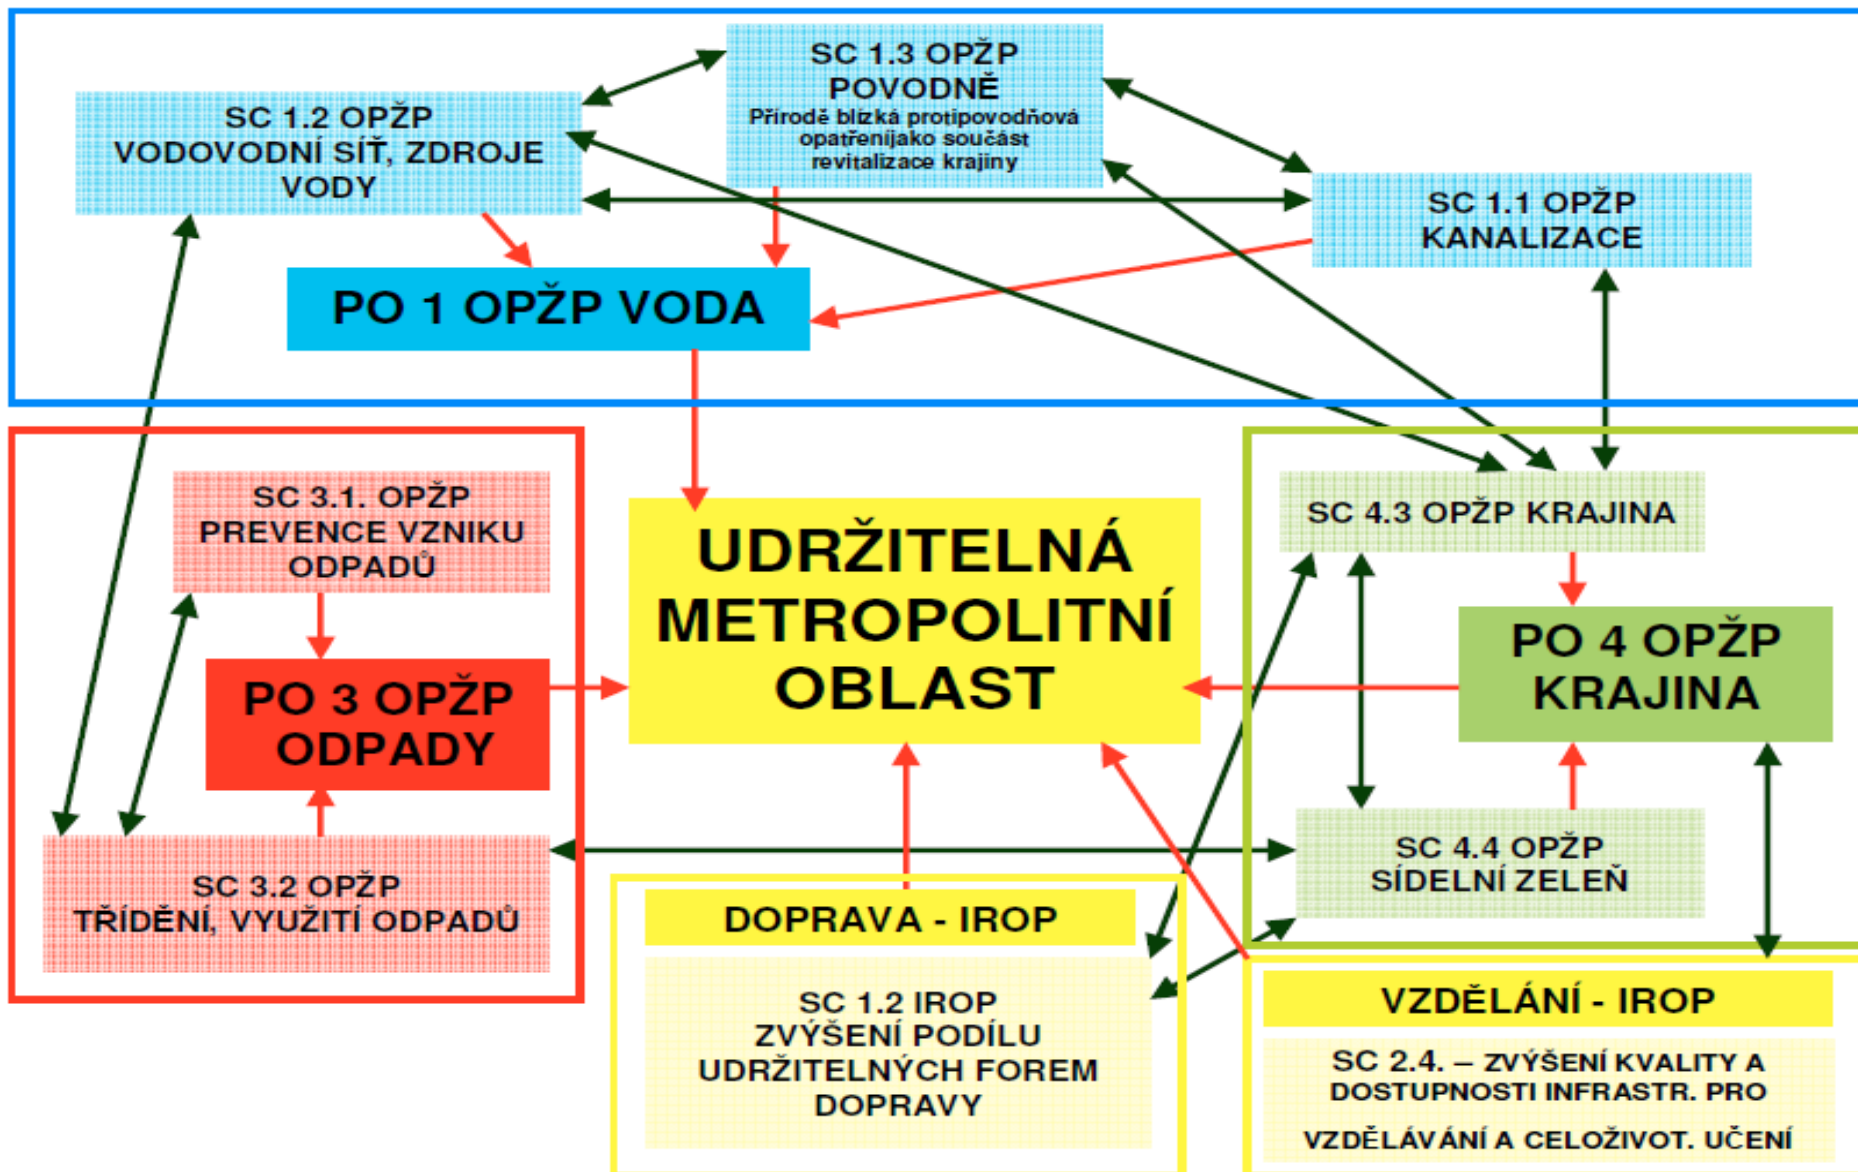 SC 1.3 OPŽP
POVODNĚ
Přírodě blízká protipovodňová
opatřeníjako součást
revitalizace krajiny
SC 1.2 OPŽP
VODOVODNÍ SÍŤ, ZDROJE
VODY
SC 1.1 OPŽP
KANALIZACE
PO 1 OPŽP VODA
SC 3.1. OPŽP
PREVENCE VZNIKU
ODPADŮ
PO 3 OPŽP
ODPADY
SC 3.2 OPŽP
TŘÍDĚNÍ, VYUŽITÍ ODPADŮ
UDRŽITELNÁ
METROPOLITNÍ
OBLAST
SC 4.3 OPŽP KRAJINA
PO 4 OPŽP
KRAJINA
SC 4.4 OPŽP
SÍDELNÍ ZELEŇ
DOPRAVA - IROP
SC 1.2 IROP
ZVÝŠENÍ PODÍLU
UDRŽITELNÝCH FOREM
DOPRAVY
VZDĚLÁNÍ - IROP
SC 2.4. – ZVÝŠENÍ KVALITY A
DOSTUPNOSTI INFRASTR. PRO
VZDĚLÁVÁNÍ A CELOŽIVOT. UČENÍ